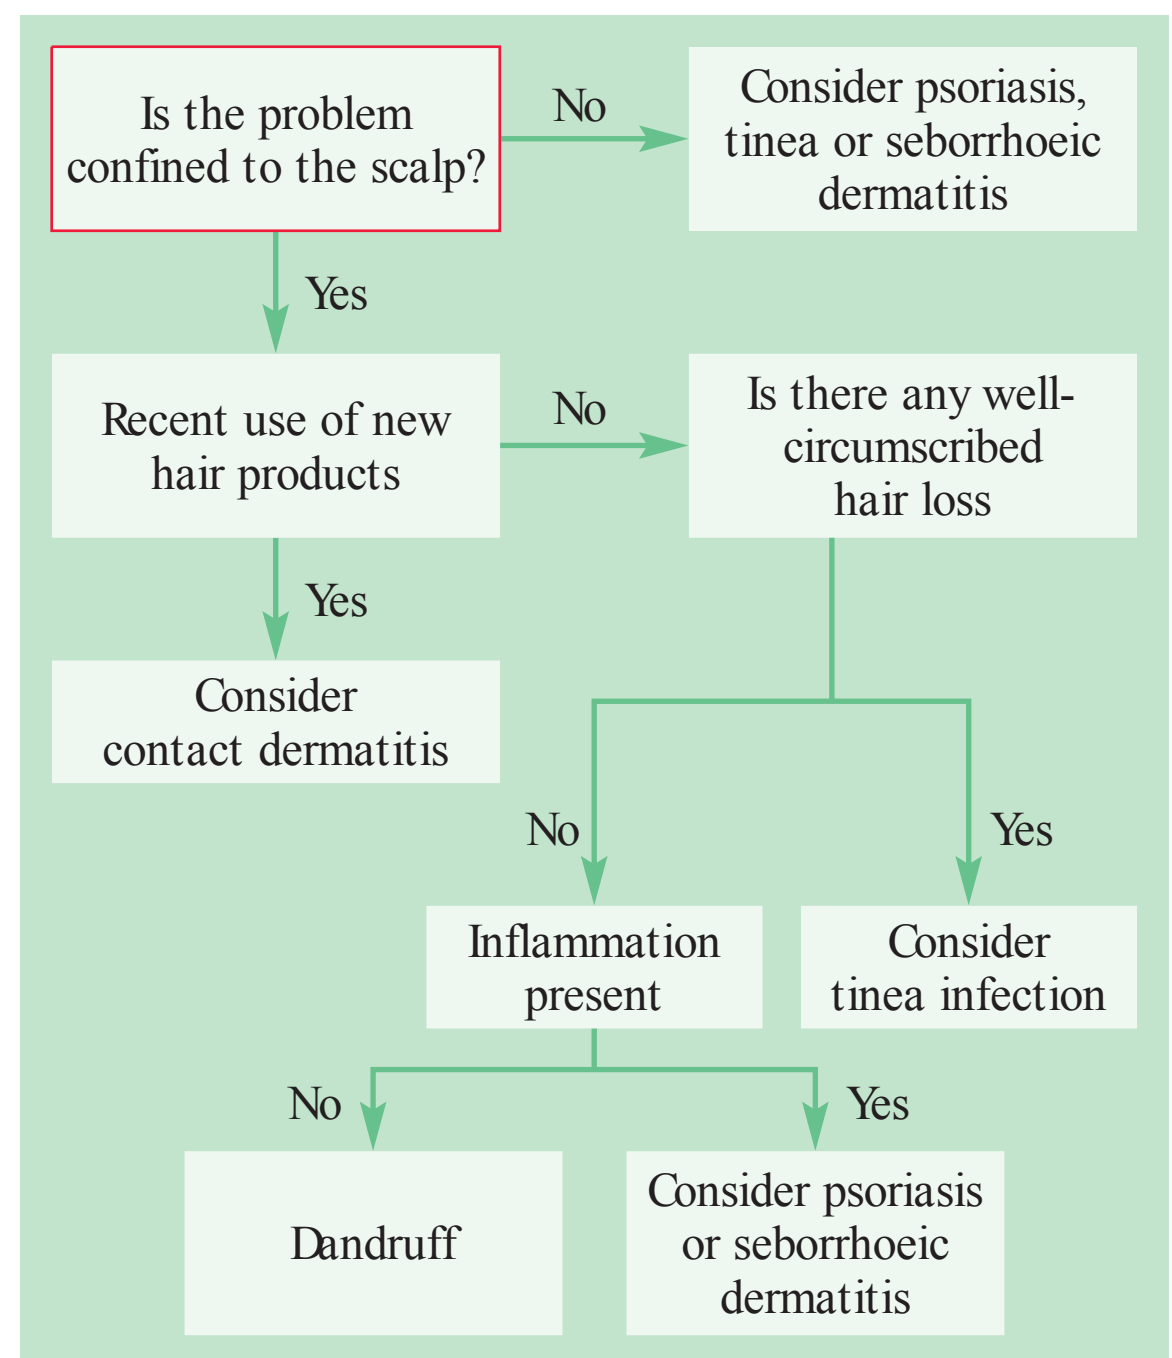 Is the problem
confined to the scalp?
No
Consider psoriasis,
tinea or seborrhoeic
dermatitis
Yes
Recent use of new
hair products
No
Is there any well-
circumscribed
hair loss
Yes
Consider
contact dermatitis
No
Yes
Inflammation
present
Consider
tinea infection
No
Yes
Dandruff
Consider psoriasis
or seborrhoeic
dermatitis